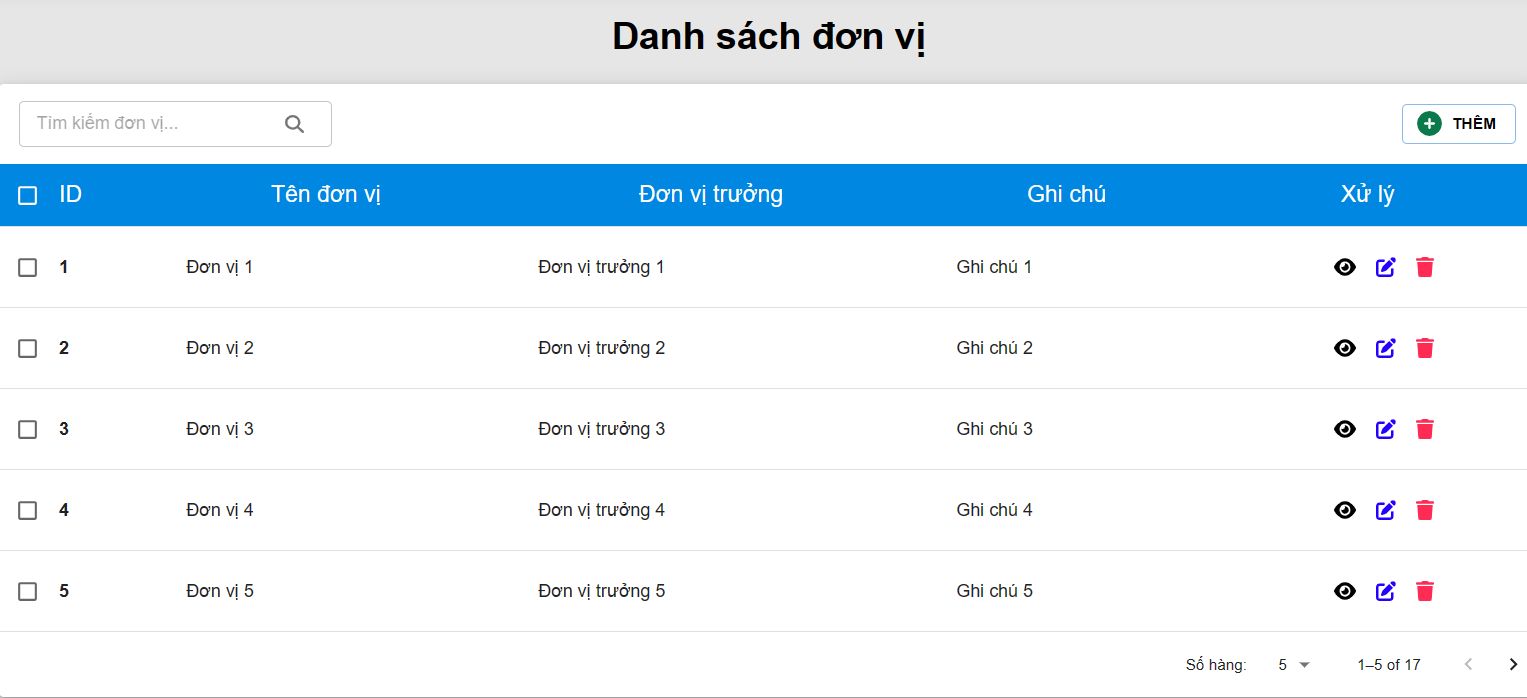 Danh sách đơn vị
Tìm kiếm đơn vị...
THÊM
ID Tên đơn vị Đơn vị trưởng Ghi chú Xử lý
1 Đơn vị 1 Đơn vị trưởng 1 Ghi chú 1
2 Đơn vị 2 Đơn vị trưởng 2 Ghi chú 2
3 Đơn vị 3 Đơn vị trưởng 3 Ghi chú 3
4 Đơn vị 4 Đơn vị trưởng 4 Ghi chú 4
5 Đơn vị 5 Đơn vị trưởng 5 Ghi chú 5
Số hàng: 5 1–5 of 17